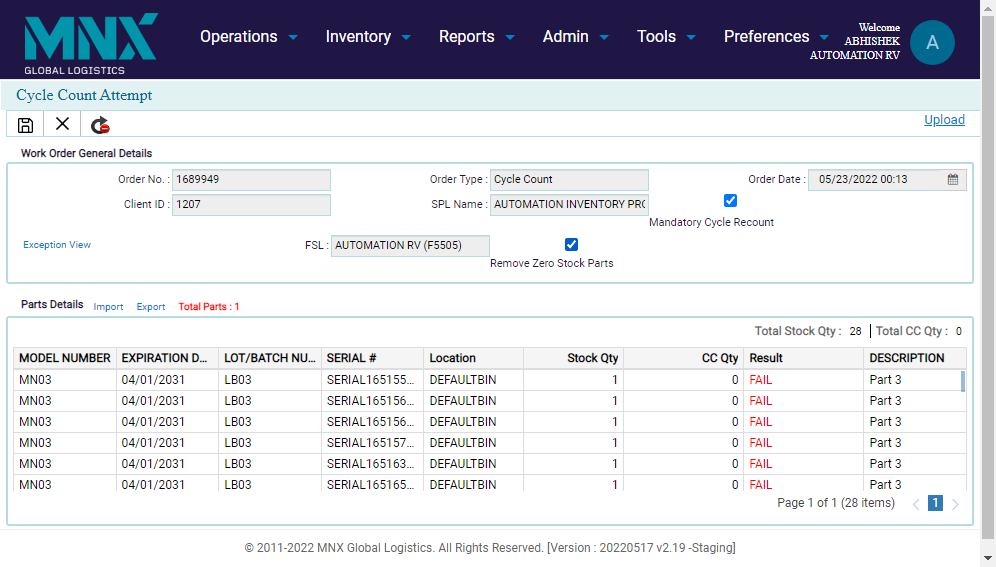 MNX
GLOBAL LOGISTICS
Operations Inventory Reports Admin Tools Preferences
Welcome
ABHISHEK
AUTOMATION RV
A
Cycle Count Attempt
Upload
Work Order General Details
Order No. : 1689949 Order Type : Cycle Count Order Date : 05/23/2022 00:13
Client ID : 1207 SPL Name : AUTOMATION INVENTORY PRO
Mandatory Cycle Recount
Exception View FSL : AUTOMATION RV (F5505)
Remove Zero Stock Parts
Parts Details Import Export Total Parts : 1
Total Stock Qty : 28 Total CC Qty : 0
MODEL NUMBER EXPIRATION D... LOT/BATCH NU... SERIAL # Location Stock Qty CC Qty Result DESCRIPTION
MN03 04/01/2031 LB03 SERIAL165155... DEFAULTBIN 1 0 FAIL Part 3
MN03 04/01/2031 LB03 SERIAL165156... DEFAULTBIN 1 0 FAIL Part 3
MN03 04/01/2031 LB03 SERIAL165156... DEFAULTBIN 1 0 FAIL Part 3
MN03 04/01/2031 LB03 SERIAL165157... DEFAULTBIN 1 0 FAIL Part 3
MN03 04/01/2031 LB03 SERIAL165163... DEFAULTBIN 1 0 FAIL Part 3
MN03 04/01/2031 LB03 SERIAL165165... DEFAULTBIN 1 0 FAIL Part 3
Page 1 of 1 (28 items) 1
© 2011-2022 MNX Global Logistics. All Rights Reserved. [Version : 20220517 v2.19 -Staging]